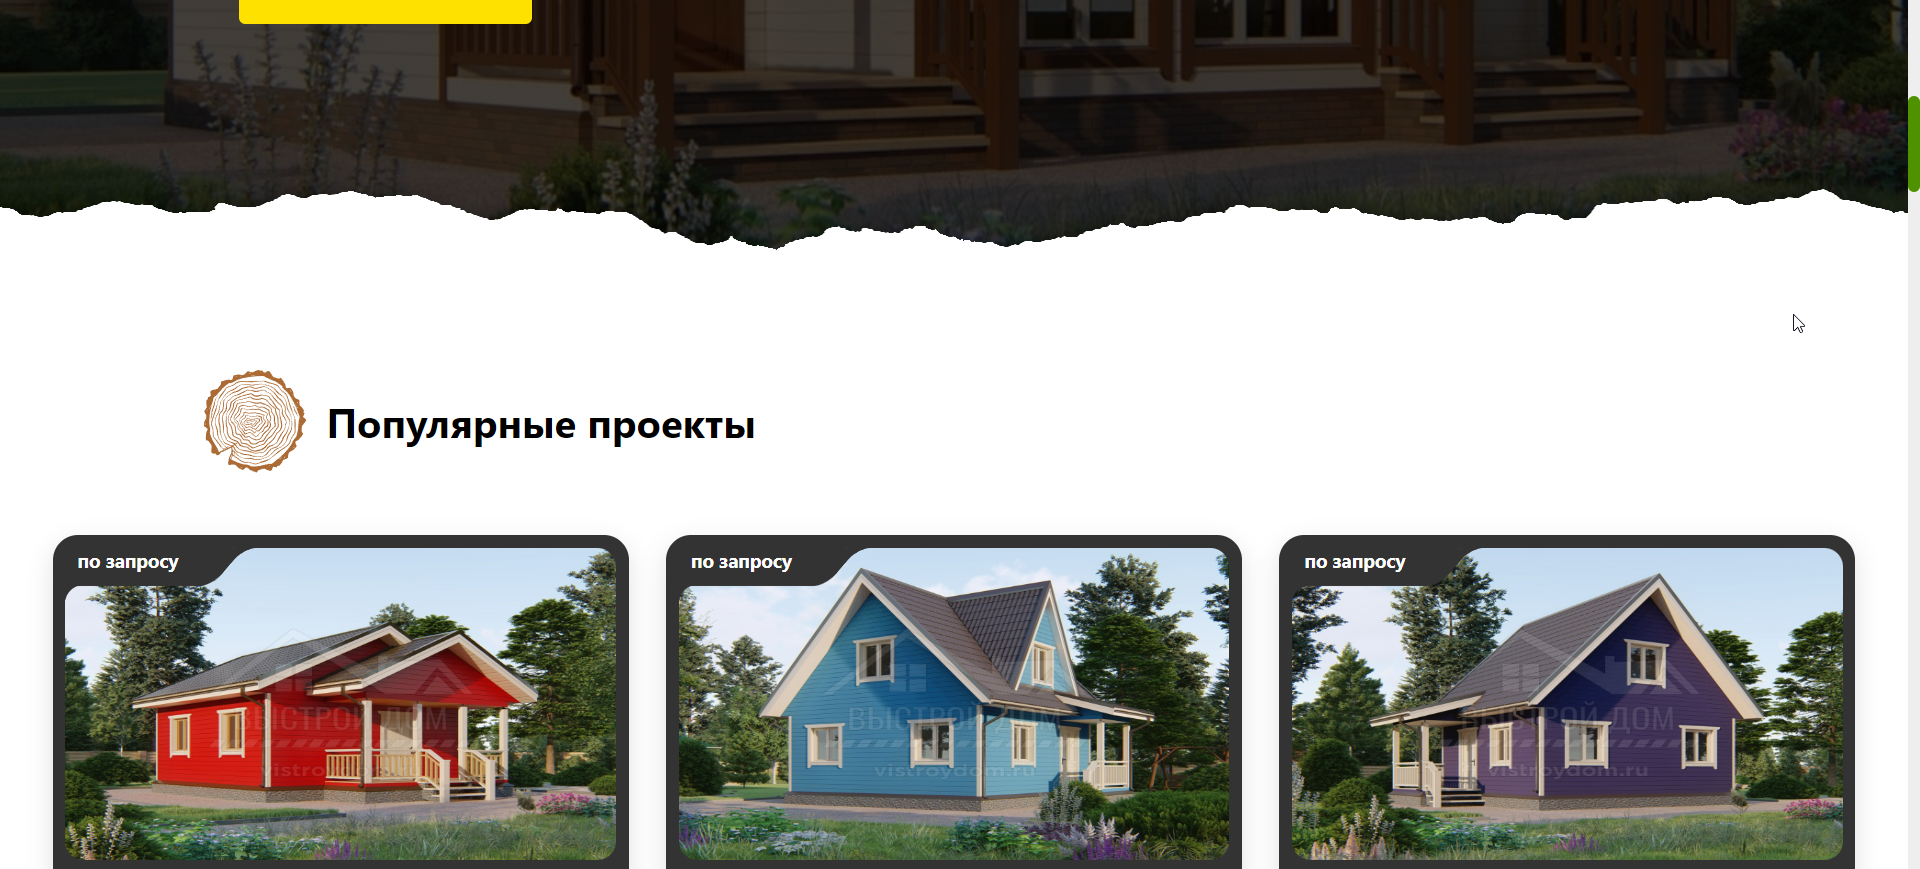 Популярные проекты
по запросу
по запросу
по запросу
ВЫСТРОЙ ДОМ
vistroydom.ru
ВЫСТРОЙ ДОМ
vistroydom.ru
ВЫСТРОЙ ДОМ
vistroydom.ru